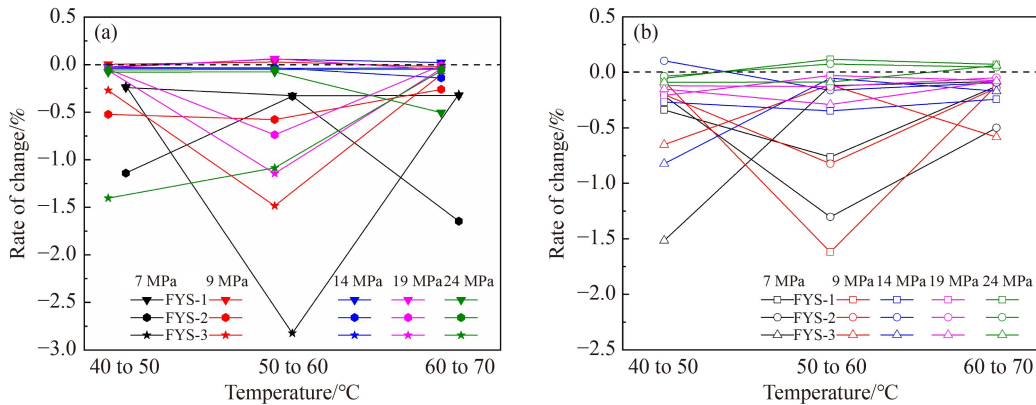 (a)
Rate of change/%
0.5
0.0
−0.5
−1.0
−1.5
−2.0
−2.5
−3.0
7 MPa 9 MPa 14 MPa 19 MPa 24 MPa
FYS-1
FYS-2
FYS-3
40 to 50 50 to 60 60 to 70
Temperature/°C
(b)
Rate of change/%
0.5
0.0
−0.5
−1.0
−1.5
−2.0
−2.5
7 MPa 9 MPa 14 MPa 19 MPa 24 MPa
FYS-1
FYS-2
FYS-3
40 to 50 50 to 60 60 to 70
Temperature/°C